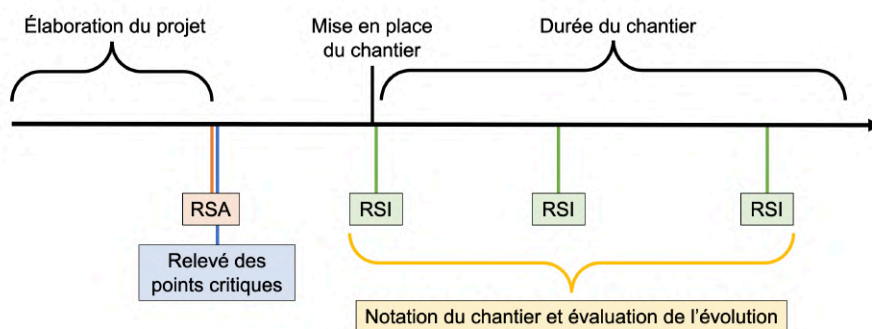 Élaboration du projet
Mise en place
du chantier
Durée du chantier
RSA
RSI
RSI
RSI
Relevé des
points critiques
Notation du chantier et évaluation de l'évolution